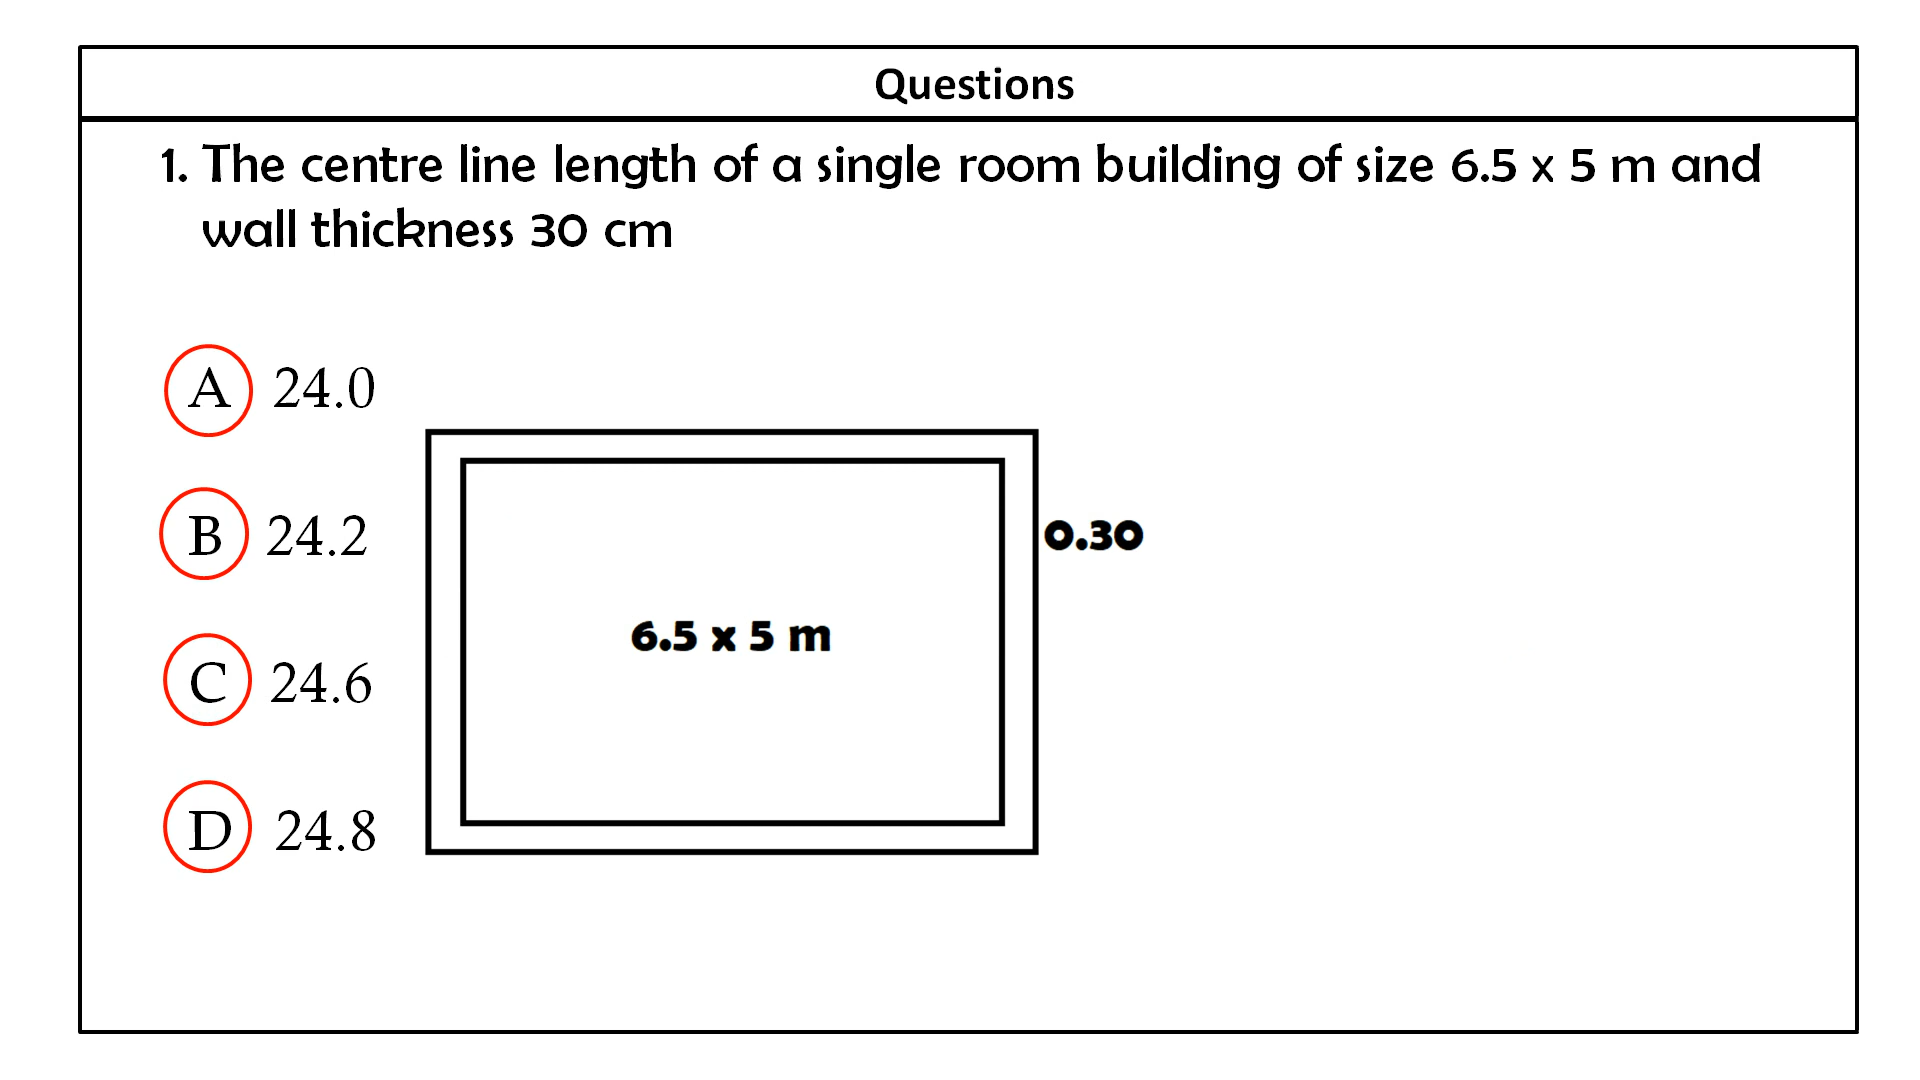 Questions
1. The centre line length of a single room building of size 6.5 x 5 m and
wall thickness 30 cm
A 24.0
B 24.2
C 24.6
D 24.8
0.30
6.5 x 5 m